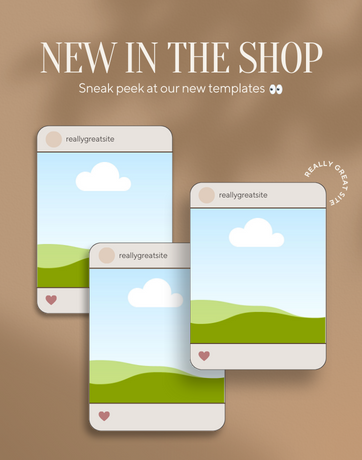 NEW IN THE SHOP
Sneak peek at our new templates 👀
reallygreatsite
REALLY GREAT SITE
reallygreatsite
reallygreatsite